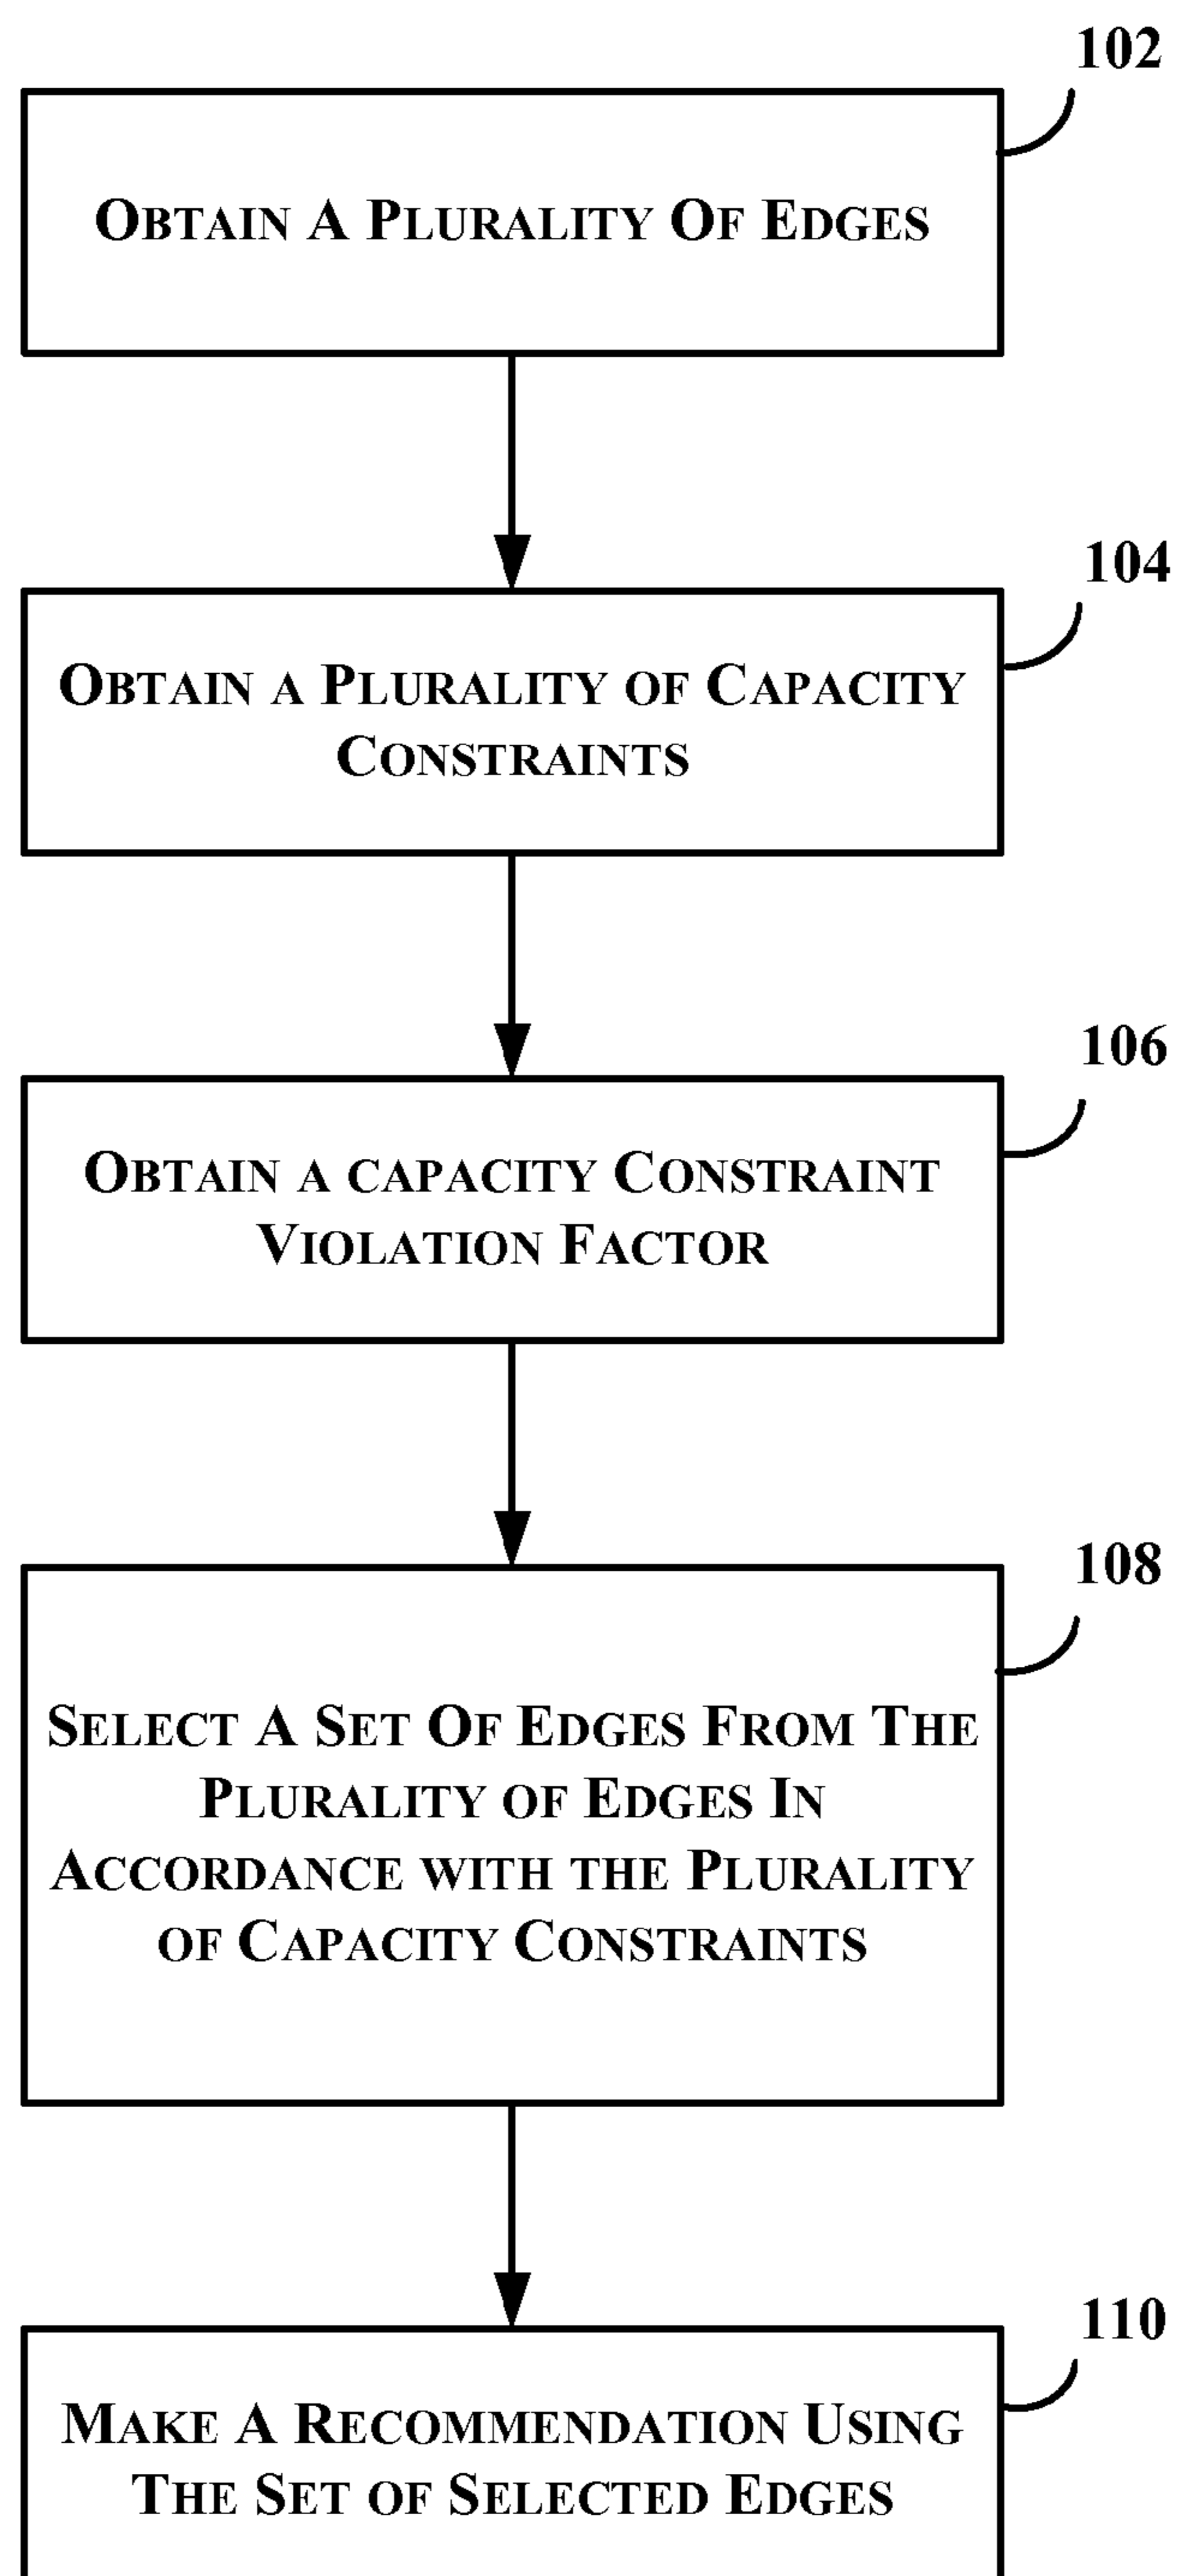 102
OBTAIN A PLURALITY OF EDGES
104
OBTAIN A PLURALITY OF CAPACITY
CONSTRAINTS
106
OBTAIN A CAPACITY CONSTRAINT
VIOLATION FACTOR
108
SELECT A SET OF EDGES FROM THE
PLURALITY OF EDGES IN
ACCORDANCE WITH THE PLURALITY
OF CAPACITY CONSTRAINTS
110
MAKE A RECOMMENDATION USING
THE SET OF SELECTED EDGES